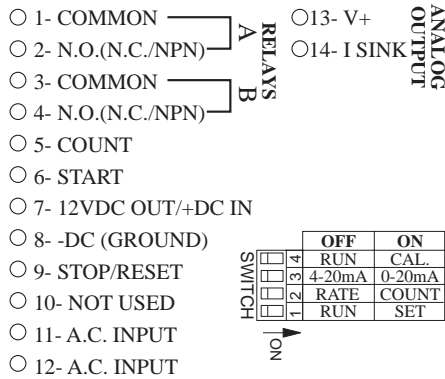 1- COMMON
2- N.O.(N.C./NPN)
A
3- COMMON
4- N.O.(N.C./NPN)
B
RELAYS
5- COUNT
6- START
7- 12VDC OUT/+DC IN
8- -DC (GROUND)
9- STOP/RESET
10- NOT USED
11- A.C. INPUT
12- A.C. INPUT
13- V+
14- I SINK
ANALOG
OUTPUT
SWITCH
OFF ON
4 RUN CAL.
3 4-20mA 0-20mA
2 RATE COUNT
1 RUN SET
ON